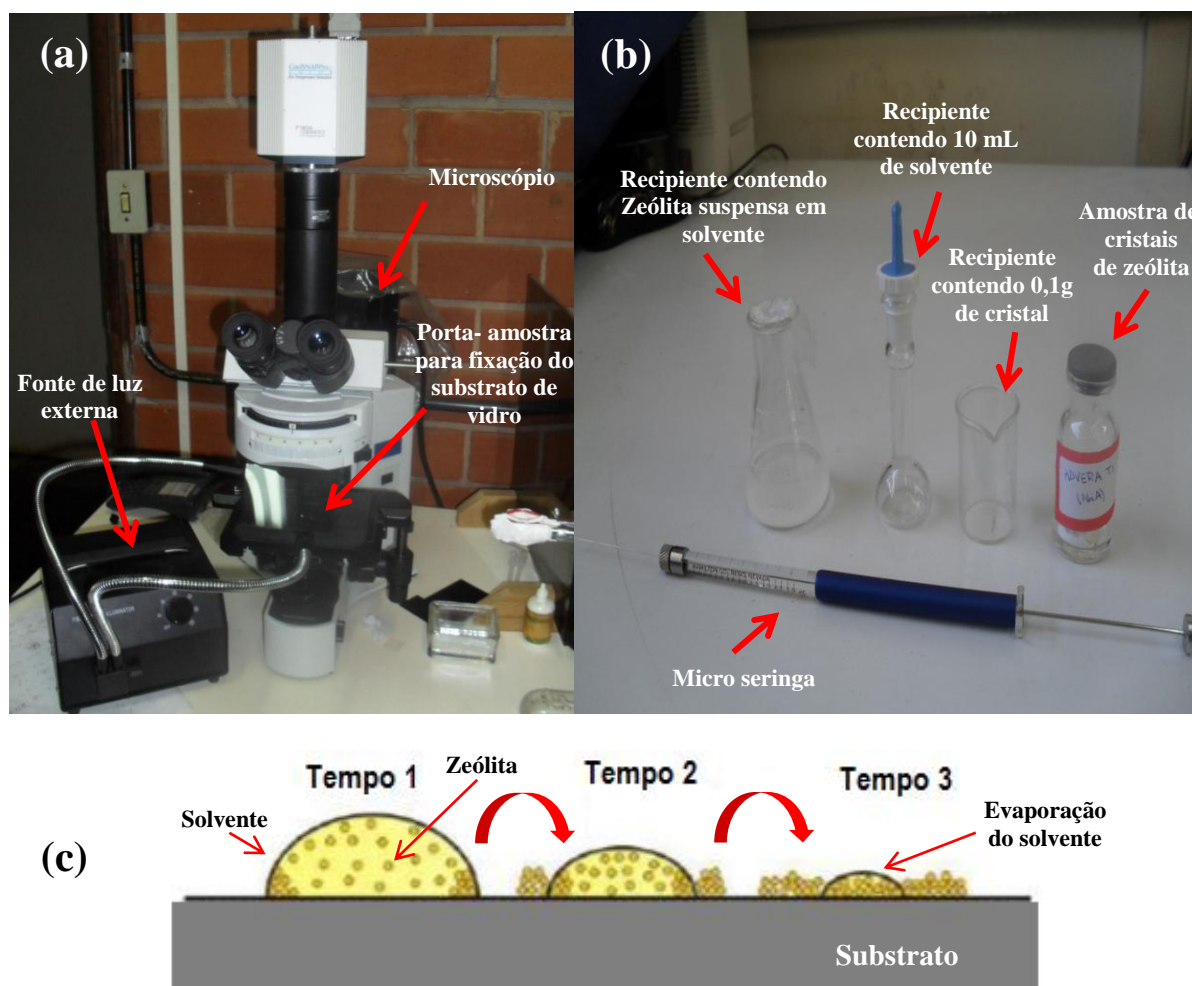 (a)
Microscópio
Porta- amostra
para fixação do
substrato de
vidro
Fonte de luz
externa
(b)
Recipiente
contendo 10 mL
de solvente
Recipiente contendo
Zeólita suspensa em
solvente
Amostra de
cristais
de zeólita
Recipiente
contendo 0,1g
de cristal
ADVERA
(NaA)
Micro seringa
(c)
Tempo 1
Zeólita
Solvente
Tempo 2
Tempo 3
Evaporação
do solvente
Substrato